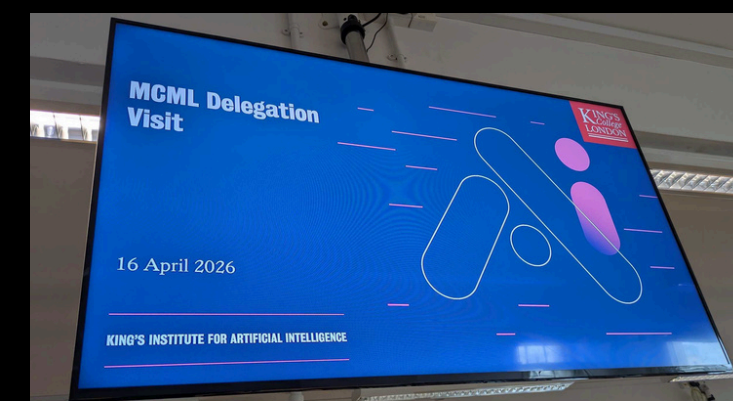 MCML Delegation
Visit
KING'S
College
LONDON
16 April 2026
KING'S INSTITUTE FOR ARTIFICIAL INTELLIGENCE